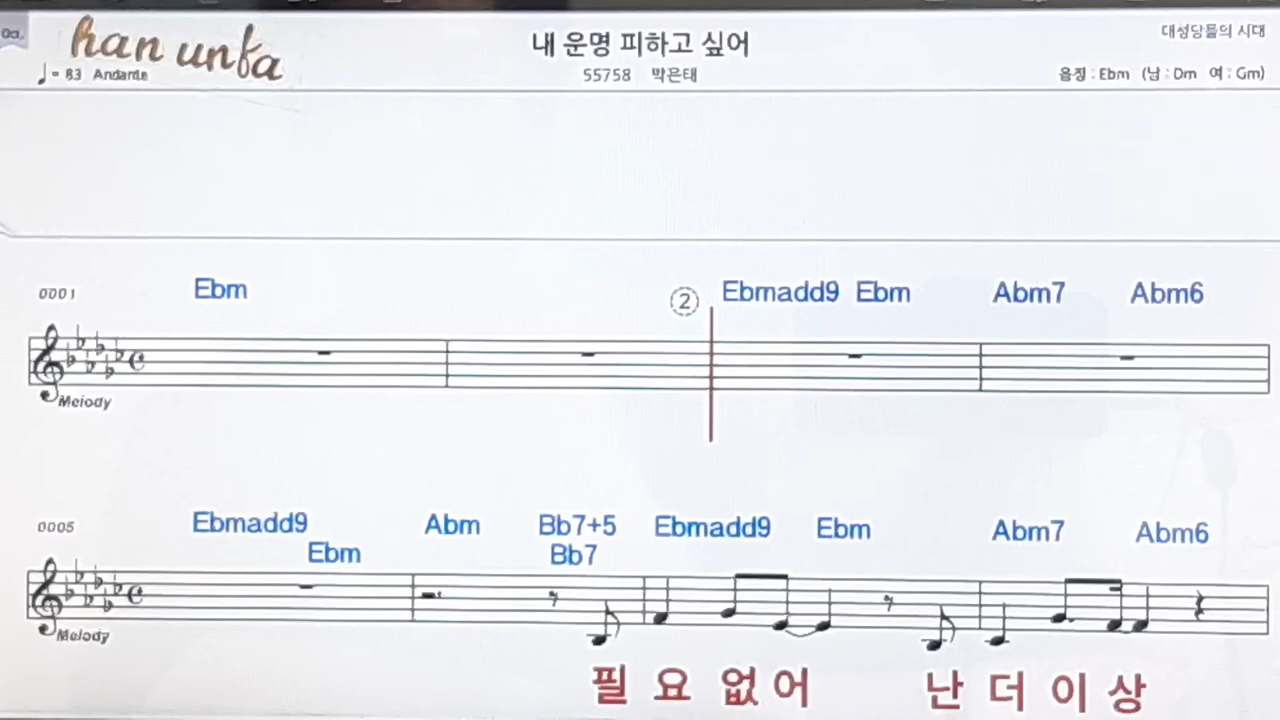 han unfa
내 운명 피하고 싶어
대성당들의 시대
♩= 83 Andante
55758 박은태
음정 : Ebm (남 : Dm 여 : Gm)
0001 Ebm ② Ebmadd9 Ebm Abm7 Abm6
Melody
0005 Ebmadd9 Abm Bb7+5 Ebmadd9 Ebm Abm7 Abm6
Ebm Bb7
Melody
필 요 없 어 난 더 이 상